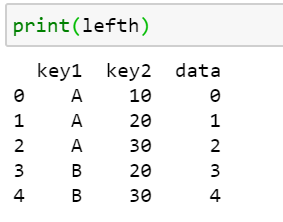 print(lefth)
key1 key2 data
0 A 10 0
1 A 20 1
2 A 30 2
3 B 20 3
4 B 30 4